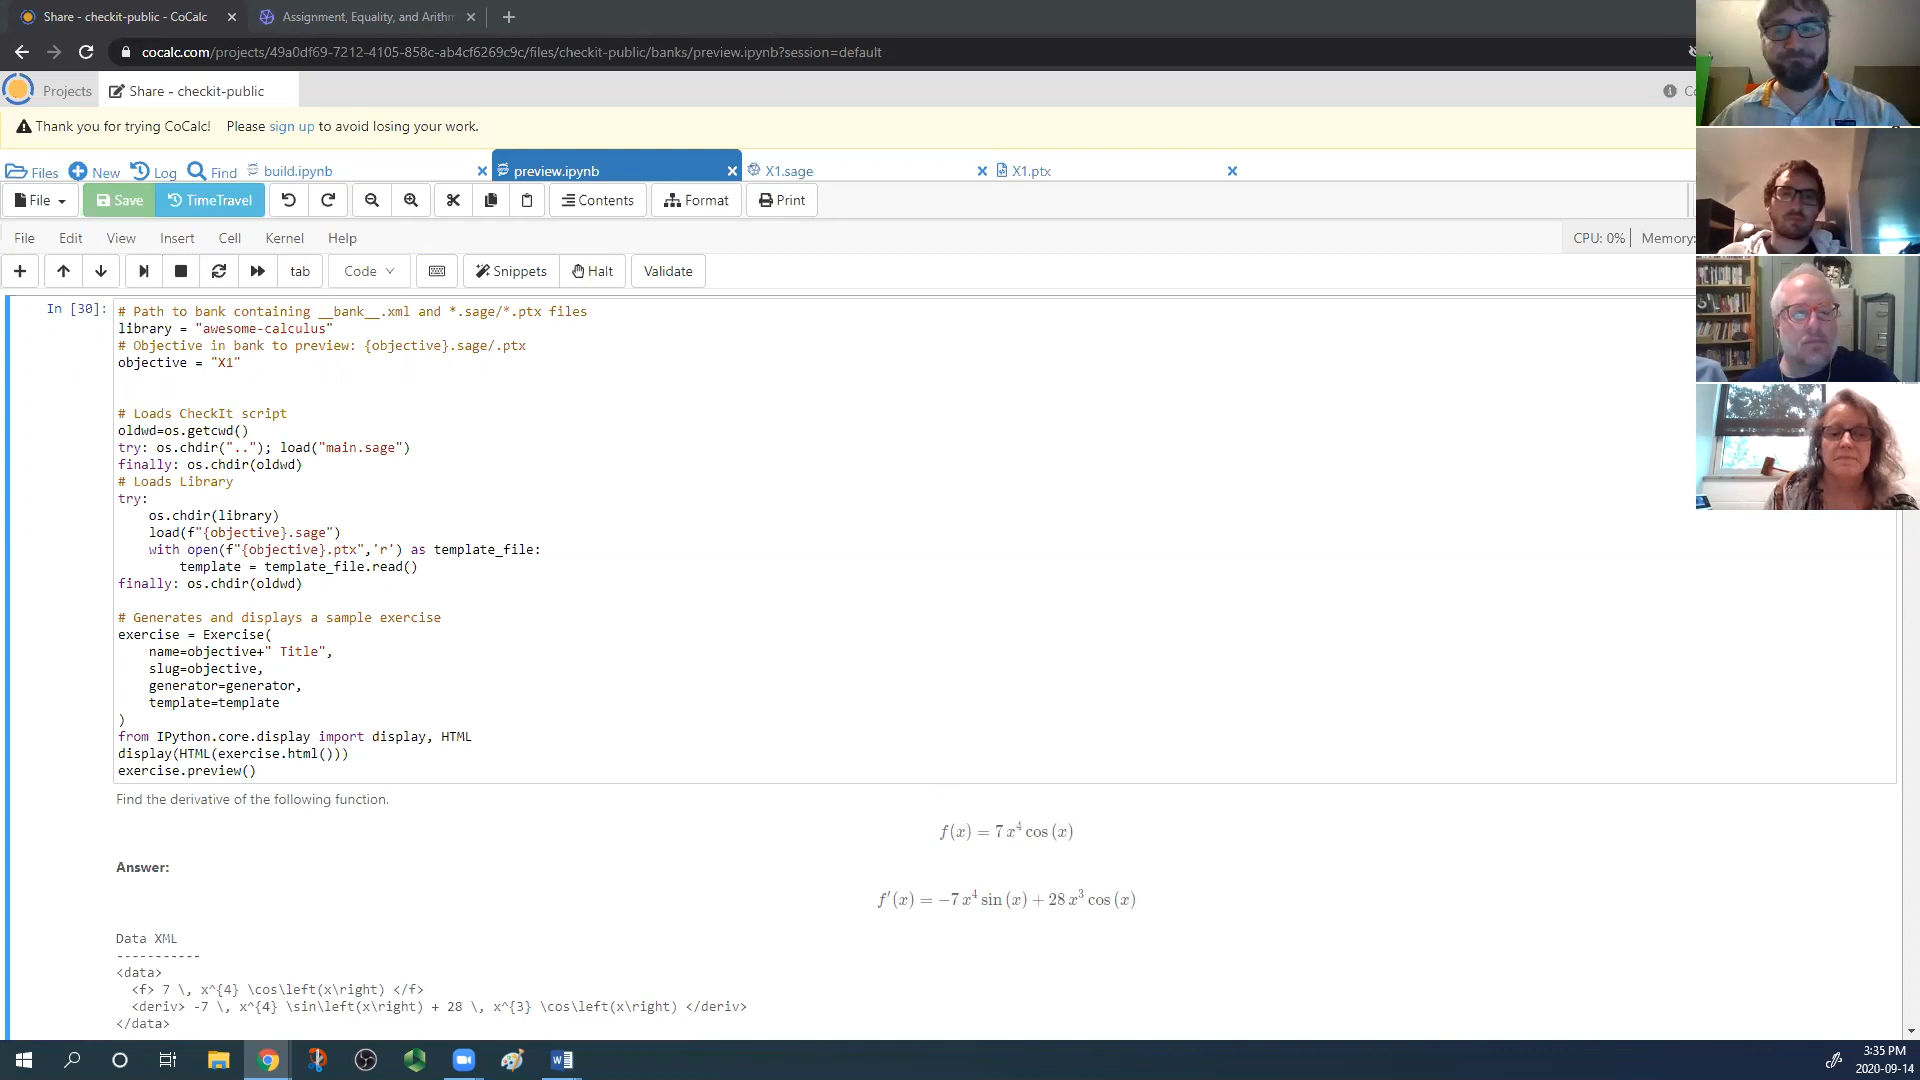 Share - checkit-public - CoCalc
Assignment, Equality, and Arithm
cocalc.com/projects/49a0df69-7212-4105-858c-ab4cf6269c9c/files/checkit-public/banks/preview.ipynb?session=default
Projects
Share - checkit-public
Thank you for trying CoCalc! Please sign up to avoid losing your work.
Files New Log Find build.ipynb preview.ipynb X1.sage X1.ptx
File Save TimeTravel Contents Format Print
File Edit View Insert Cell Kernel Help CPU: 0% Memory:
tab Code Snippets Halt Validate
In [30]:
# Path to bank containing __bank__.xml and *.sage/*.ptx files
library = "awesome-calculus"
# Objective in bank to preview: {objective}.sage/.ptx
objective = "X1"
# Loads CheckIt script
oldwd=os.getcwd()
try: os.chdir(".."); load("main.sage")
finally: os.chdir(oldwd)
# Loads Library
try:
os.chdir(library)
load(f"{objective}.sage")
with open(f"{objective}.ptx",'r') as template_file:
template = template_file.read()
finally: os.chdir(oldwd)
# Generates and displays a sample exercise
exercise = Exercise(
name=objective+" Title",
slug=objective,
generator=generator,
template=template
)
from IPython.core.display import display, HTML
display(HTML(exercise.html()))
exercise.preview()
Find the derivative of the following function.
f(x) = 7 x^4 cos (x)
Answer:
f′(x) = −7 x^4 sin (x) + 28 x^3 cos (x)
Data XML
-----------
<data>
<f> 7 \, x^{4} \cos\left(x\right) </f>
<deriv> -7 \, x^{4} \sin\left(x\right) + 28 \, x^{3} \cos\left(x\right) </deriv>
</data>
3:35 PM
2020-09-14